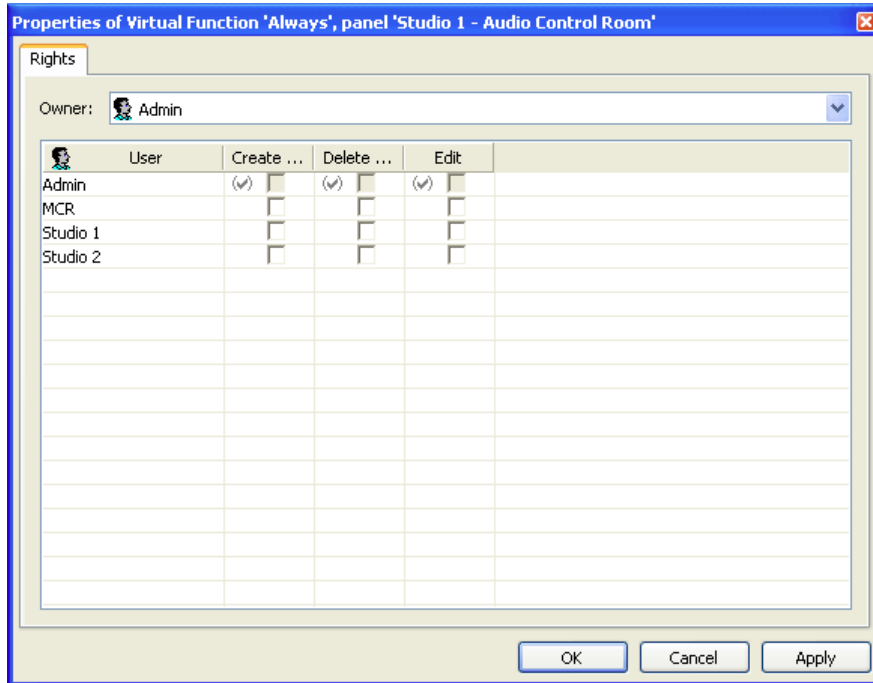 Properties of Virtual Function 'Always', panel 'Studio 1 - Audio Control Room'
Rights
Owner: Admin
User Create ... Delete ... Edit
Admin
MCR
Studio 1
Studio 2
OK Cancel Apply